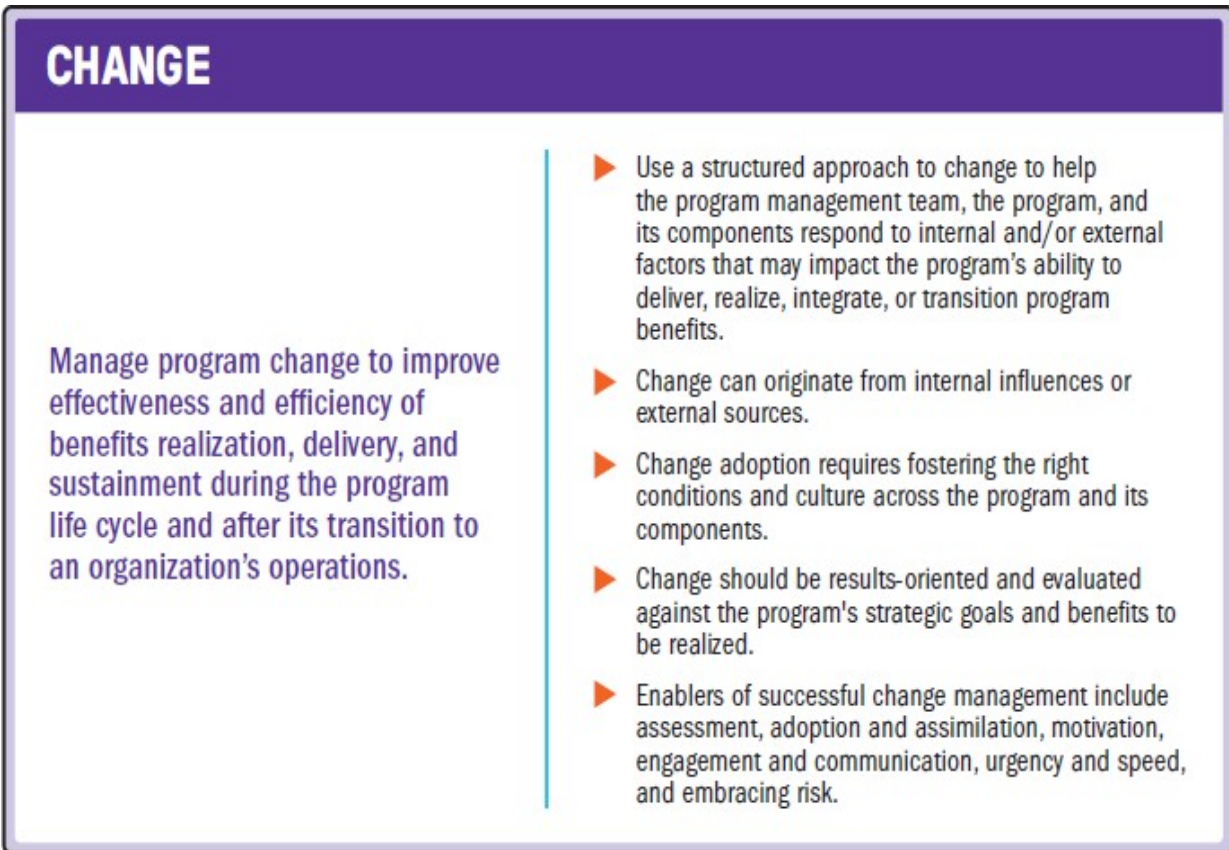 CHANGE
Manage program change to improve
effectiveness and efficiency of
benefits realization, delivery, and
sustainment during the program
life cycle and after its transition to
an organization’s operations.
Use a structured approach to change to help
the program management team, the program, and
its components respond to internal and/or external
factors that may impact the program’s ability to
deliver, realize, integrate, or transition program
benefits.
Change can originate from internal influences or
external sources.
Change adoption requires fostering the right
conditions and culture across the program and its
components.
Change should be results-oriented and evaluated
against the program's strategic goals and benefits to
be realized.
Enablers of successful change management include
assessment, adoption and assimilation, motivation,
engagement and communication, urgency and speed,
and embracing risk.